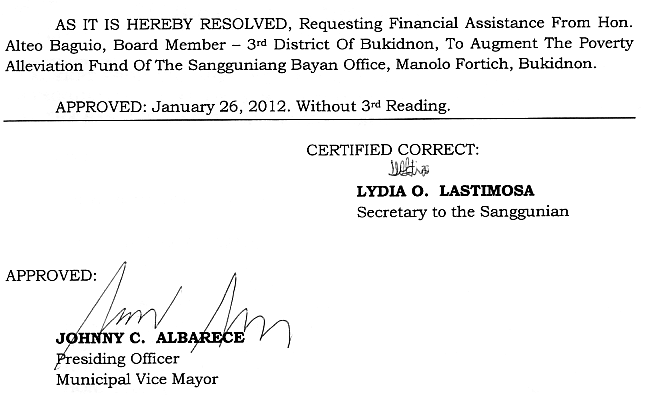 AS IT IS HEREBY RESOLVED, Requesting Financial Assistance From Hon.
Alteo Baguio, Board Member – 3rd District Of Bukidnon, To Augment The Poverty
Alleviation Fund Of The Sangguniang Bayan Office, Manolo Fortich, Bukidnon.
APPROVED: January 26, 2012. Without 3rd Reading.
CERTIFIED CORRECT:
LYDIA O. LASTIMOSA
Secretary to the Sanggunian
APPROVED:
JOHNNY C. ALBARECE
Presiding Officer
Municipal Vice Mayor